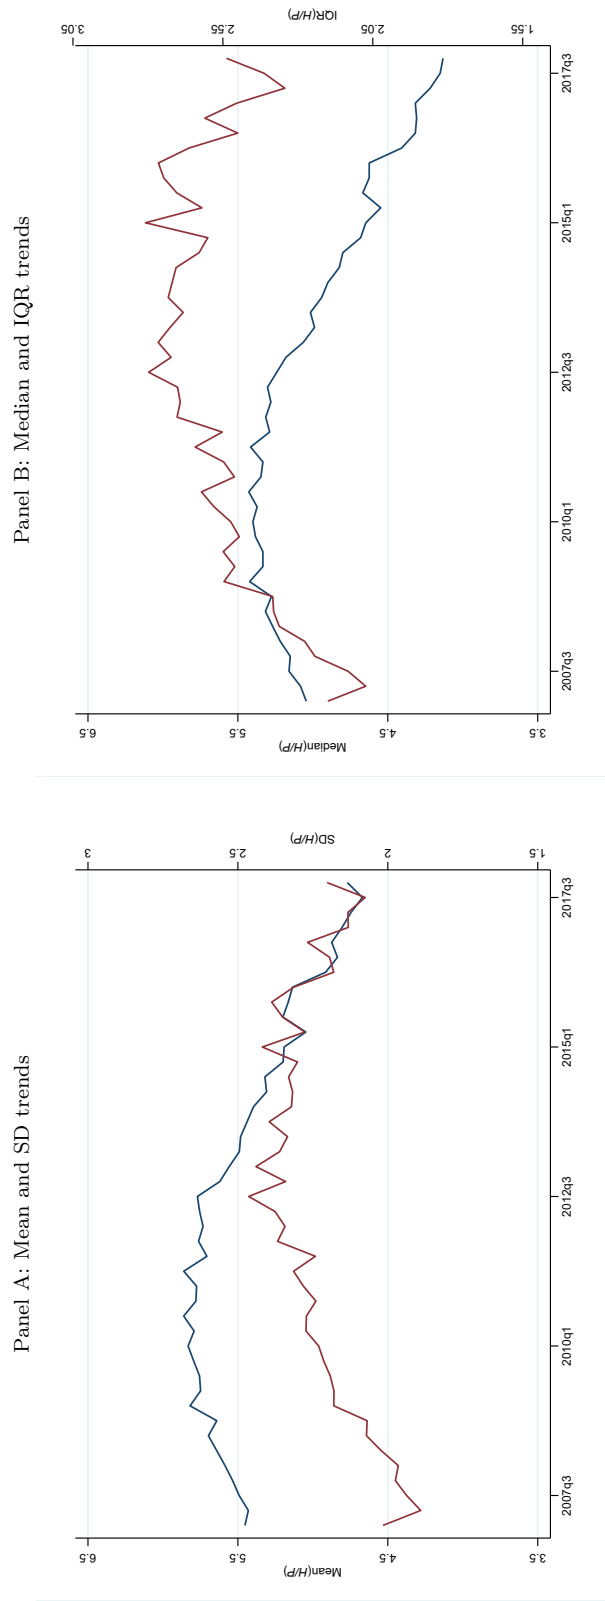 Panel A: Mean and SD trends
Mean(H/P)
6.5
5.5
4.5
3.5
SD(H/P)
3
2.5
2
1.5
2007q3
2010q1
2012q3
2015q1
2017q3
Panel B: Median and IQR trends
Median(H/P)
6.5
5.5
4.5
3.5
IQR(H/P)
3.05
2.55
2.05
1.55
2007q3
2010q1
2012q3
2015q1
2017q3